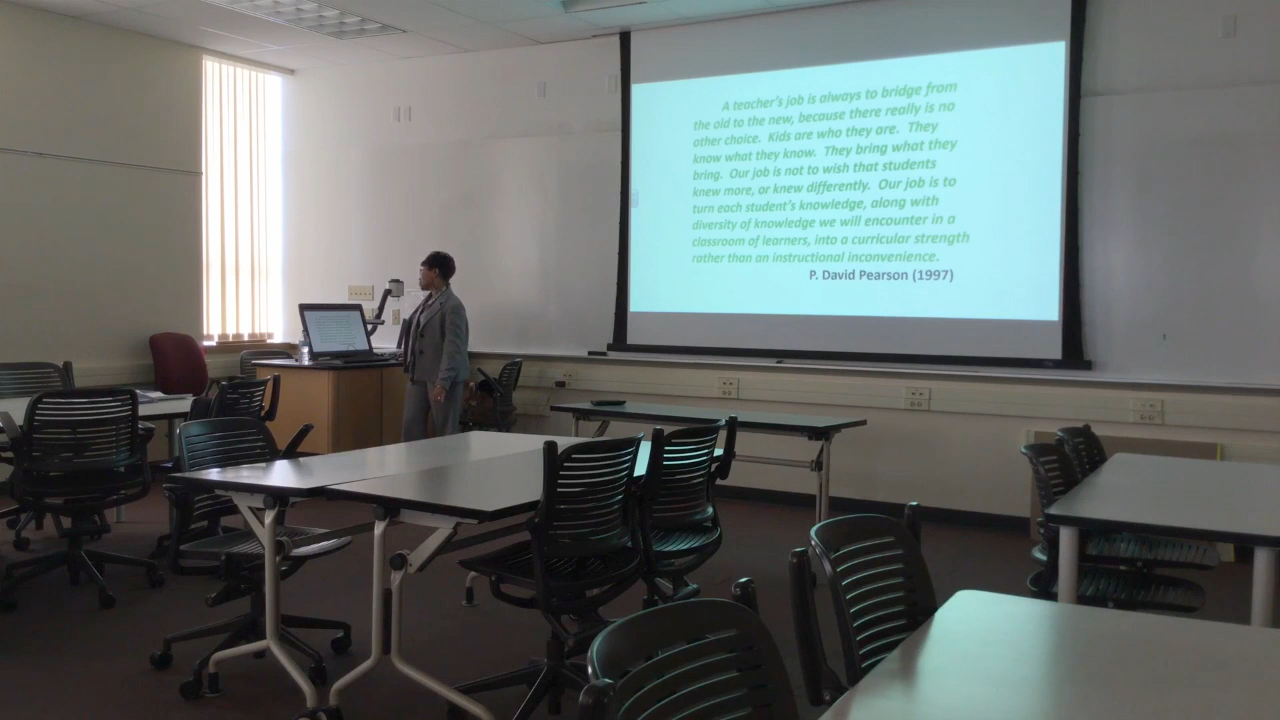 A teacher's job is always to bridge from
the old to the new, because there really is no
other choice.  Kids are who they are.  They
know what they know.  They bring what they
bring.  Our job is not to wish that students
knew more, or knew differently.  Our job is to
turn each student's knowledge, along with
diversity of knowledge we will encounter in a
classroom of learners, into a curricular strength
rather than an instructional inconvenience.
P. David Pearson (1997)